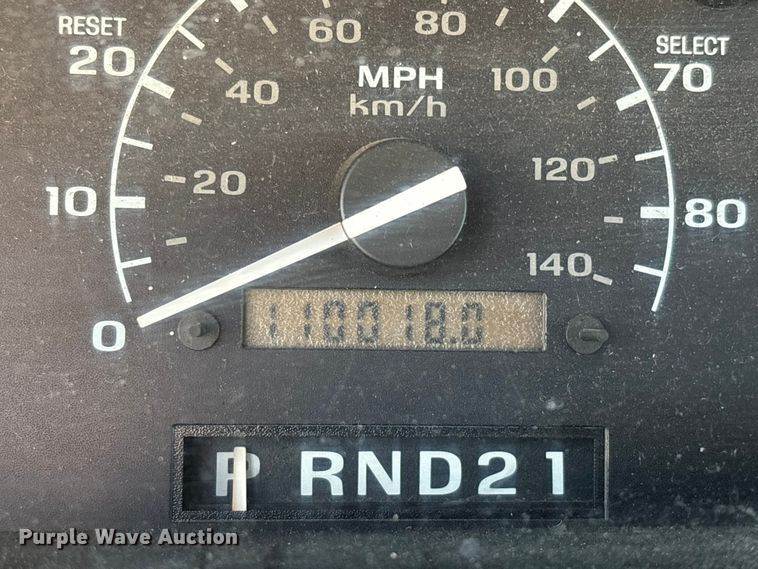 RESET 60 80 SELECT
20 40 MPH 100 70
km/h
10 20 120 80
140
0 110018.0
P RND21
Purple Wave Auction